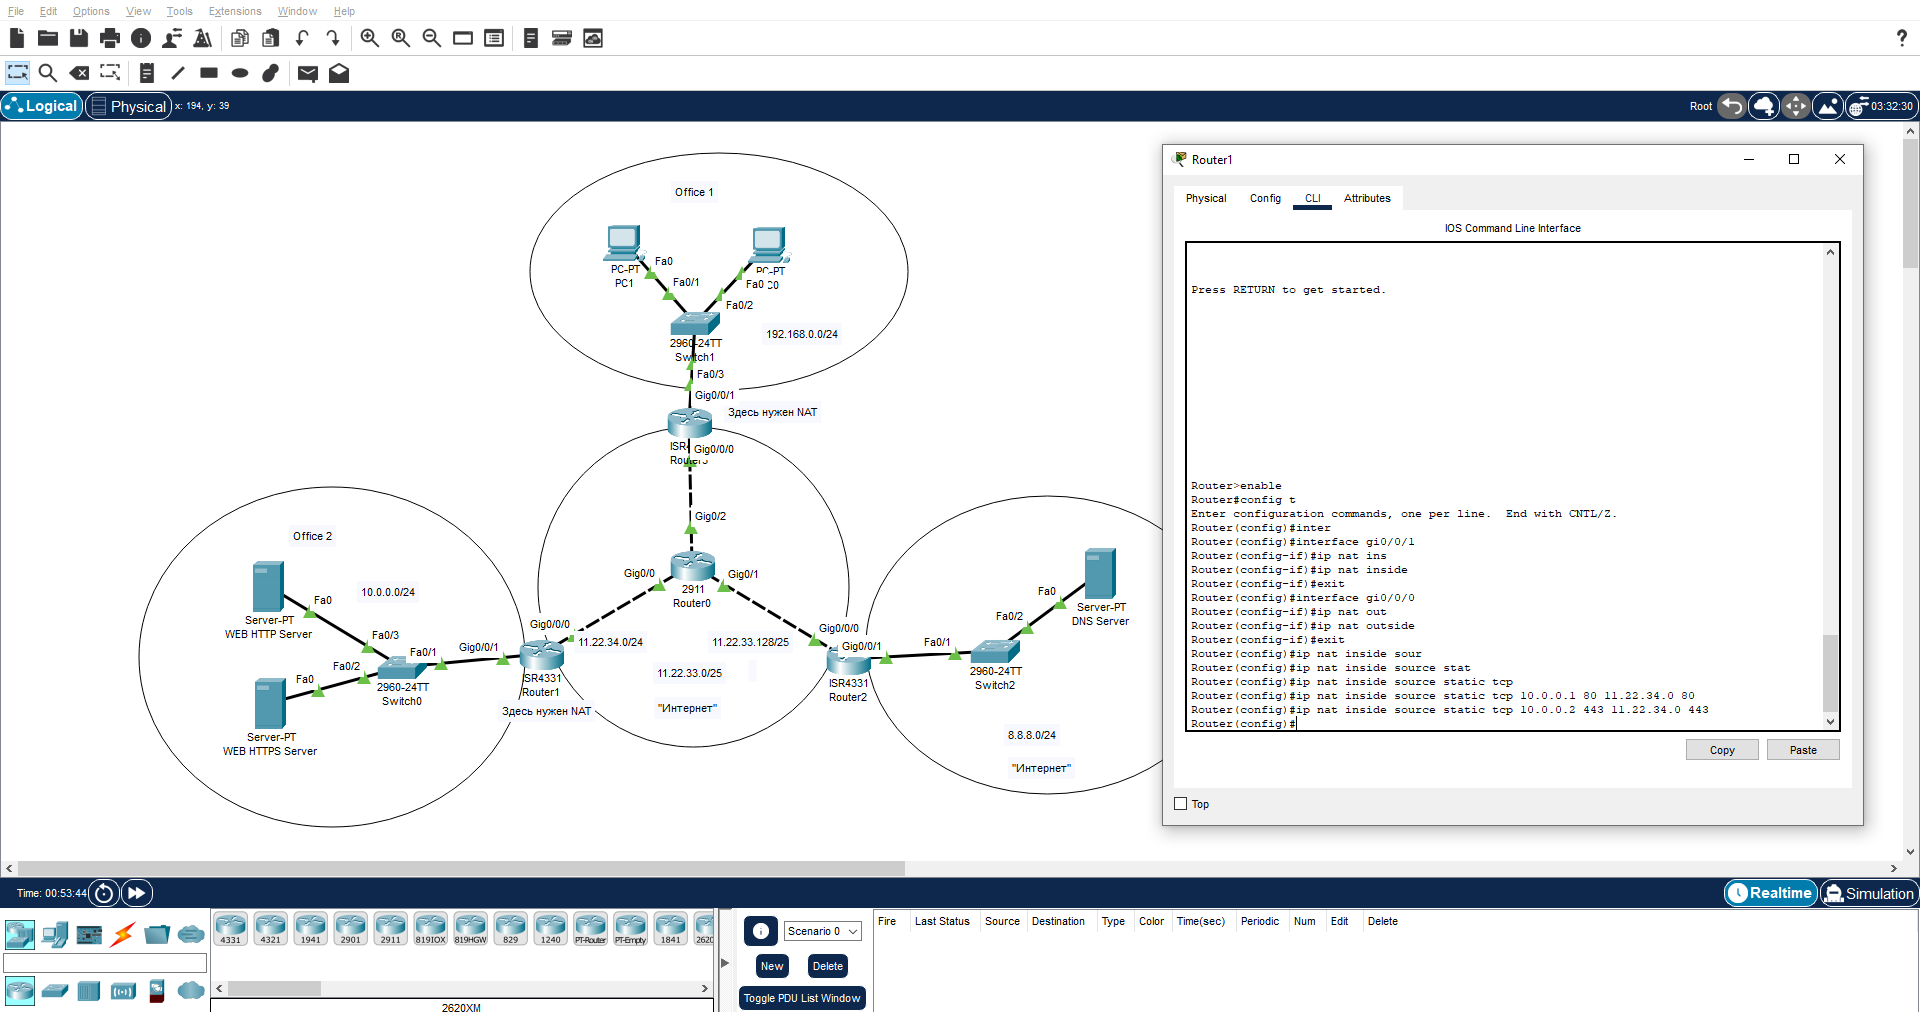 File Edit Options View Tools Extensions Window Help
Logical Physical x: 194, y: 39
Root 03:32:30
Office 1
PC-PT
PC1
Fa0
Fa0/1
PC-PT
C0
Fa0
Fa0/2
2960-24TT
Switch1
192.168.0.0/24
Fa0/3
Gig0/0/1
Здесь нужен NAT
Gig0/0/0
Gig0/2
Gig0/0
Gig0/1
2911
Router0
Office 2
10.0.0.0/24
Fa0
Server-PT
WEB HTTP Server
Fa0/3
Fa0/1
Gig0/0/1
Gig0/0/0
Fa0/2
Fa0
2960-24TT
Switch0
Server-PT
WEB HTTPS Server
ISR4331
Router1
Здесь нужен NAT
11.22.34.0/24
11.22.33.128/25
11.22.33.0/25
"Интернет"
Gig0/0/0
Gig0/0/1
ISR4331
Router2
Fa0/1
Fa0/2
2960-24TT
Switch2
Fa0
Server-PT
DNS Server
8.8.8.0/24
"Интернет"
Router1
Physical Config CLI Attributes
IOS Command Line Interface
Press RETURN to get started.
Router>enable
Router#config t
Enter configuration commands, one per line. End with CNTL/Z.
Router(config)#inter
Router(config)#interface gi0/0/1
Router(config-if)#ip nat ins
Router(config-if)#ip nat inside
Router(config-if)#exit
Router(config)#interface gi0/0/0
Router(config-if)#ip nat out
Router(config-if)#ip nat outside
Router(config-if)#exit
Router(config)#ip nat inside sour
Router(config)#ip nat inside source stat
Router(config)#ip nat inside source static tcp
Router(config)#ip nat inside source static tcp 10.0.0.1 80 11.22.34.0 80
Router(config)#ip nat inside source static tcp 10.0.0.2 443 11.22.34.0 443
Router(config)#
Copy Paste
Top
Time: 00:53:44
Realtime Simulation
4331 4321 1941 2901 2911 819IOX 819HGW 829 1240 PT-Router PT-Empty 1841 2620
2620XM
Scenario 0
New Delete
Toggle PDU List Window
Fire Last Status Source Destination Type Color Time(sec) Periodic Num Edit Delete